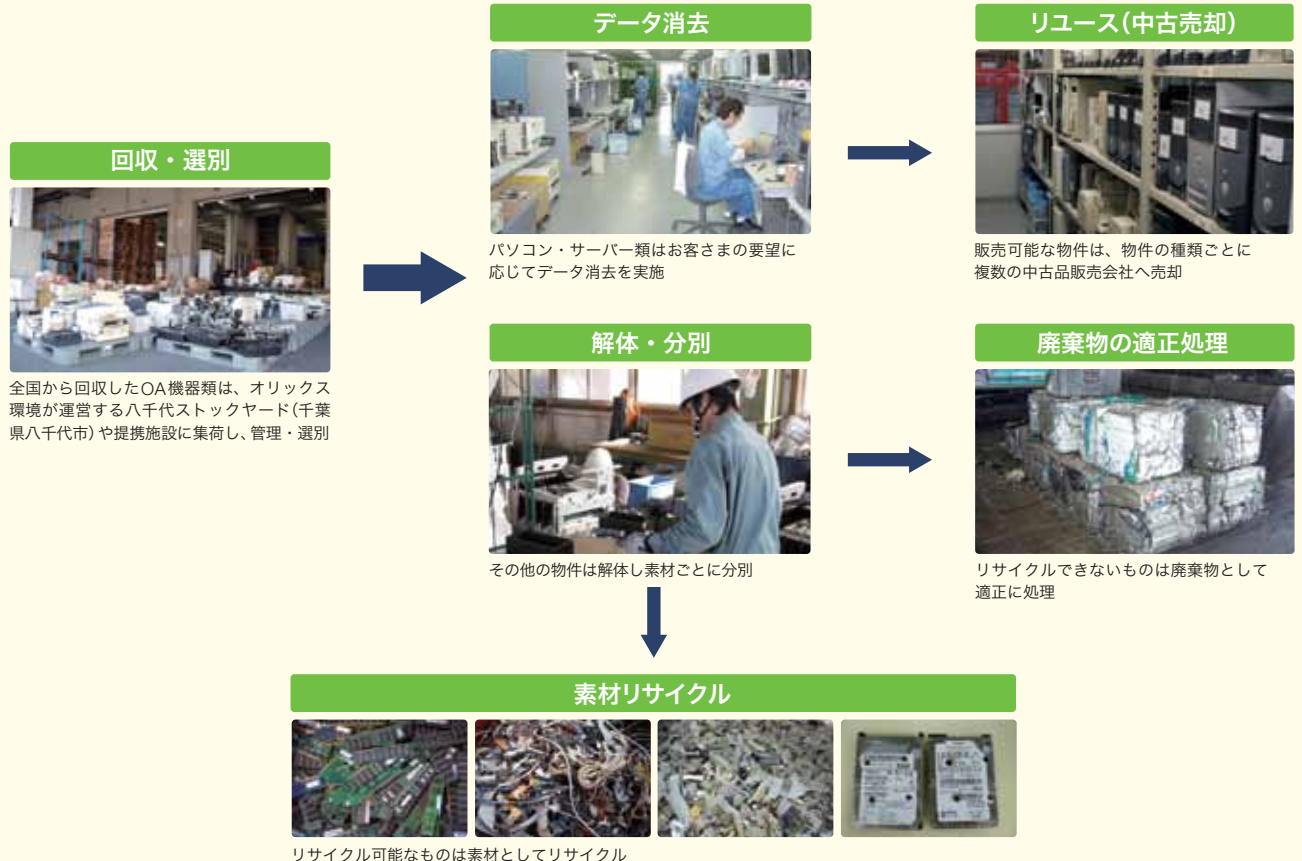 回収・選別
全国から回収したOA機器類は、オリックス
環境が運営する八千代ストックヤード(千葉
県八千代市)や提携施設に集荷し、管理・選別
データ消去
パソコン・サーバー類はお客さまの要望に
応じてデータ消去を実施
リユース(中古売却)
販売可能な物件は、物件の種類ごとに
複数の中古品販売会社へ売却
解体・分別
その他の物件は解体し素材ごとに分別
廃棄物の適正処理
リサイクルできないものは廃棄物として
適正に処理
素材リサイクル
リサイクル可能なものは素材としてリサイクル